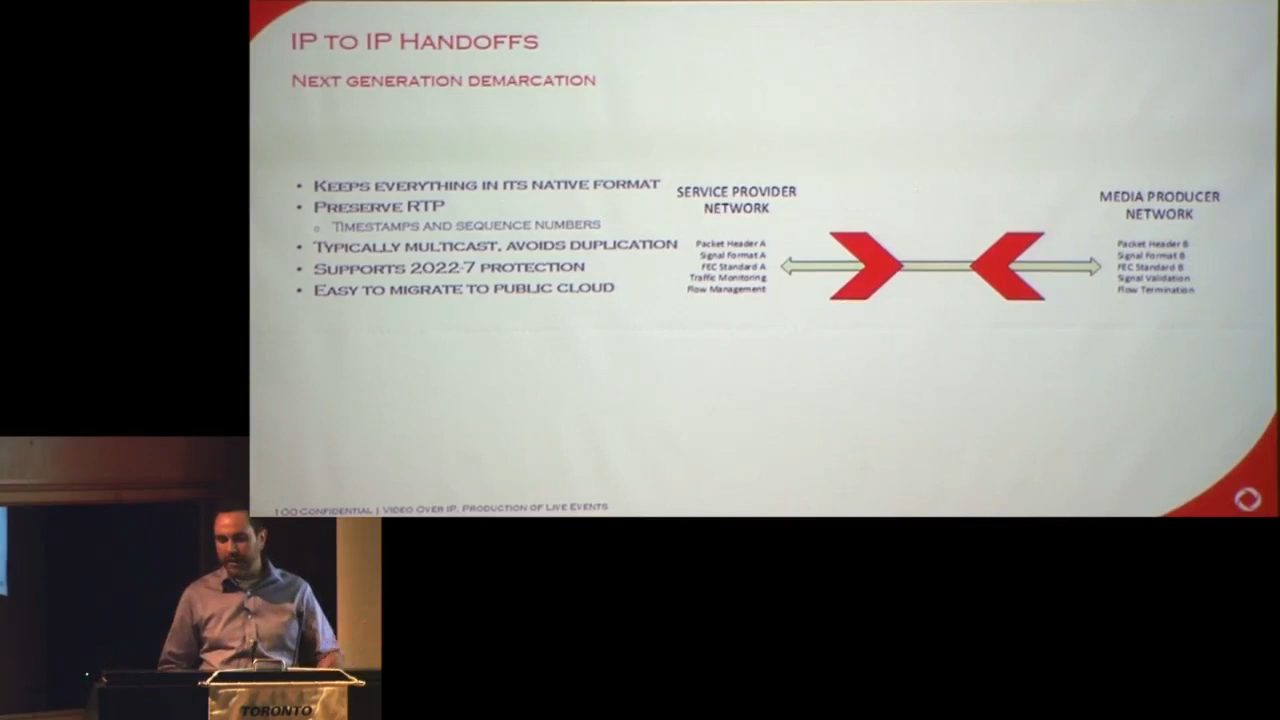 IP TO IP HANDOFFS
NEXT GENERATION DEMARCATION
• KEEPS EVERYTHING IN ITS NATIVE FORMAT
• PRESERVE RTP
o TIMESTAMPS AND SEQUENCE NUMBERS
• TYPICALLY MULTICAST, AVOIDS DUPLICATION
• SUPPORTS 2022-7 PROTECTION
• EASY TO MIGRATE TO PUBLIC CLOUD
SERVICE PROVIDER
NETWORK
Packet Header A
Signal Format A
FEC Standard A
Traffic Monitoring
Flow Management
MEDIA PRODUCER
NETWORK
Packet Header B
Signal Format B
FEC Standard B
Signal Validation
Flow Termination
CONFIDENTIAL | VIDEO OVER IP, PRODUCTION OF LIVE EVENTS
TORONTO